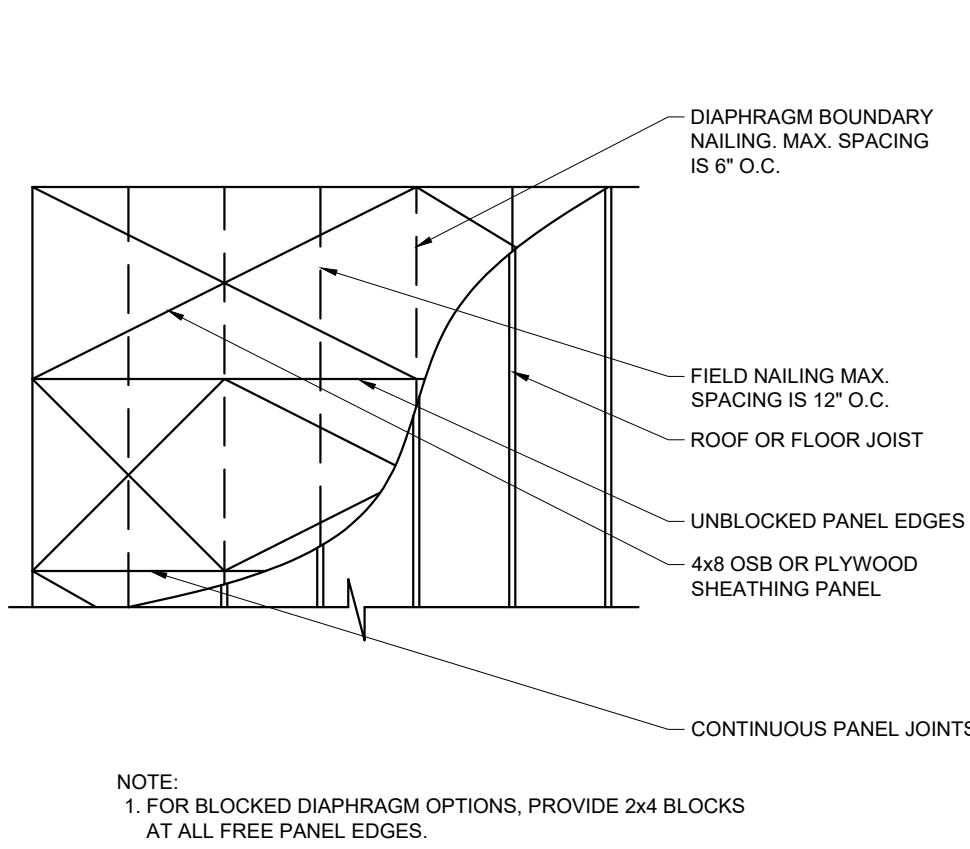 DIAPHRAGM BOUNDARY
NAILING. MAX. SPACING
IS 6" O.C.
FIELD NAILING MAX.
SPACING IS 12" O.C.
ROOF OR FLOOR JOIST
UNBLOCKED PANEL EDGES
4x8 OSB OR PLYWOOD
SHEATHING PANEL
CONTINUOUS PANEL JOINTS
NOTE:
1. FOR BLOCKED DIAPHRAGM OPTIONS, PROVIDE 2x4 BLOCKS
AT ALL FREE PANEL EDGES.